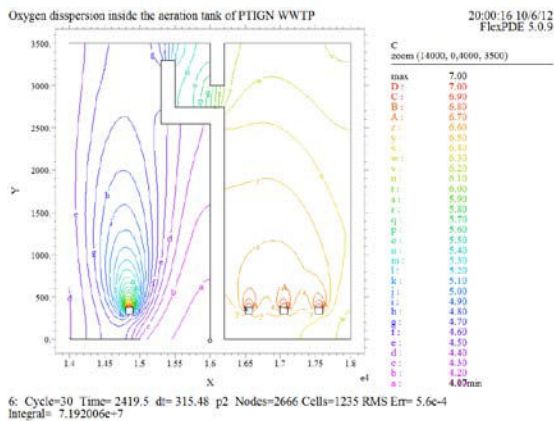 Oxygen disspersion inside the aeration tank of PTIGN WWTP
20:00:16 10/6/12
FlexPDE 5.0.9
C
zoom (14000, 0,4000, 3500)
max 7.00
D : 7.00
C : 6.90
B : 6.80
A : 6.70
z : 6.60
y : 6.50
x : 6.40
w : 6.30
v : 6.20
u : 6.10
t : 6.00
s : 5.90
r : 5.80
q : 5.70
p : 5.60
o : 5.50
n : 5.40
m : 5.30
l : 5.20
k : 5.10
j : 5.00
i : 4.90
h : 4.80
g : 4.70
f : 4.60
e : 4.50
d : 4.40
c : 4.30
b : 4.20
a :
3500.
3000.
2500.
2000.
1500.
1000.
500.
0.
Y
1.4 1.45 1.5 1.55 1.6 1.65 1.7 1.75 1.8
X
e4
6: Cycle=30 Time= 2419.5 dt= 315.48 p2 Nodes=2666 Cells=1235 RMS Err= 5.6e-4
Integral= 7.192006e+7